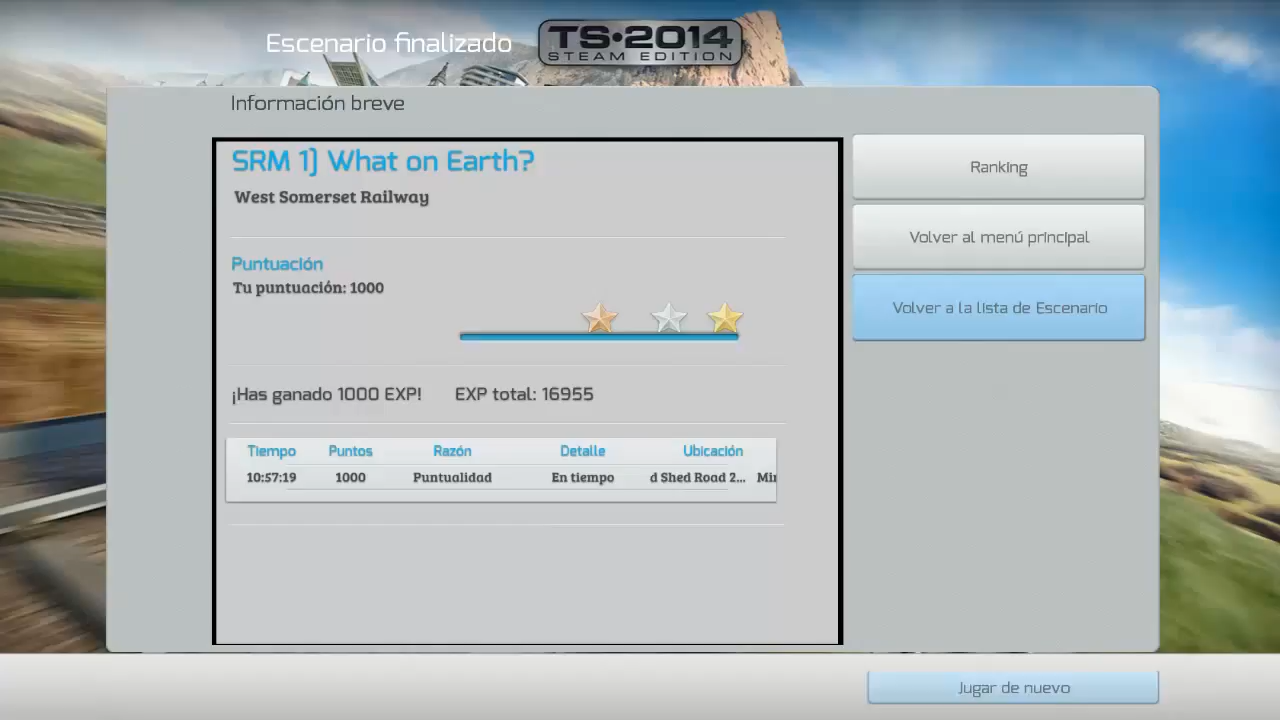 Escenario finalizado
TS·2014
STEAM EDITION
Información breve
SRM 1) What on Earth?
West Somerset Railway
Puntuación
Tu puntuación: 1000
¡Has ganado 1000 EXP! EXP total: 16955
Tiempo Puntos Razón Detalle Ubicación
10:57:19 1000 Puntualidad En tiempo d Shed Road 2... Min
Ranking
Volver al menú principal
Volver a la lista de Escenario
Jugar de nuevo